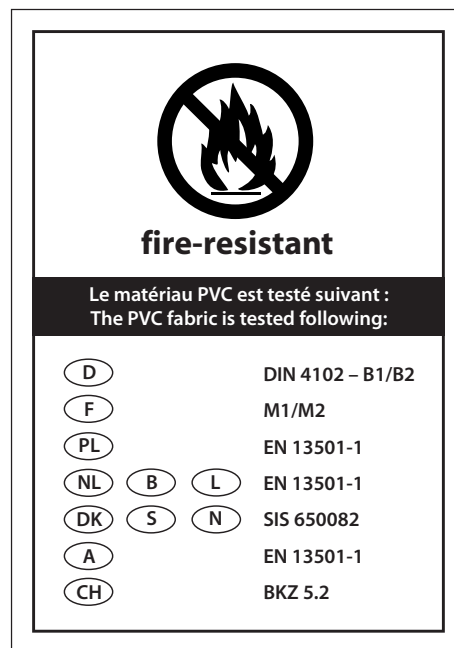 fire-resistant
Le matériau PVC est testé suivant :
The PVC fabric is tested following:
D DIN 4102 – B1/B2
F M1/M2
PL EN 13501-1
NL B L EN 13501-1
DK S N SIS 650082
A EN 13501-1
CH BKZ 5.2